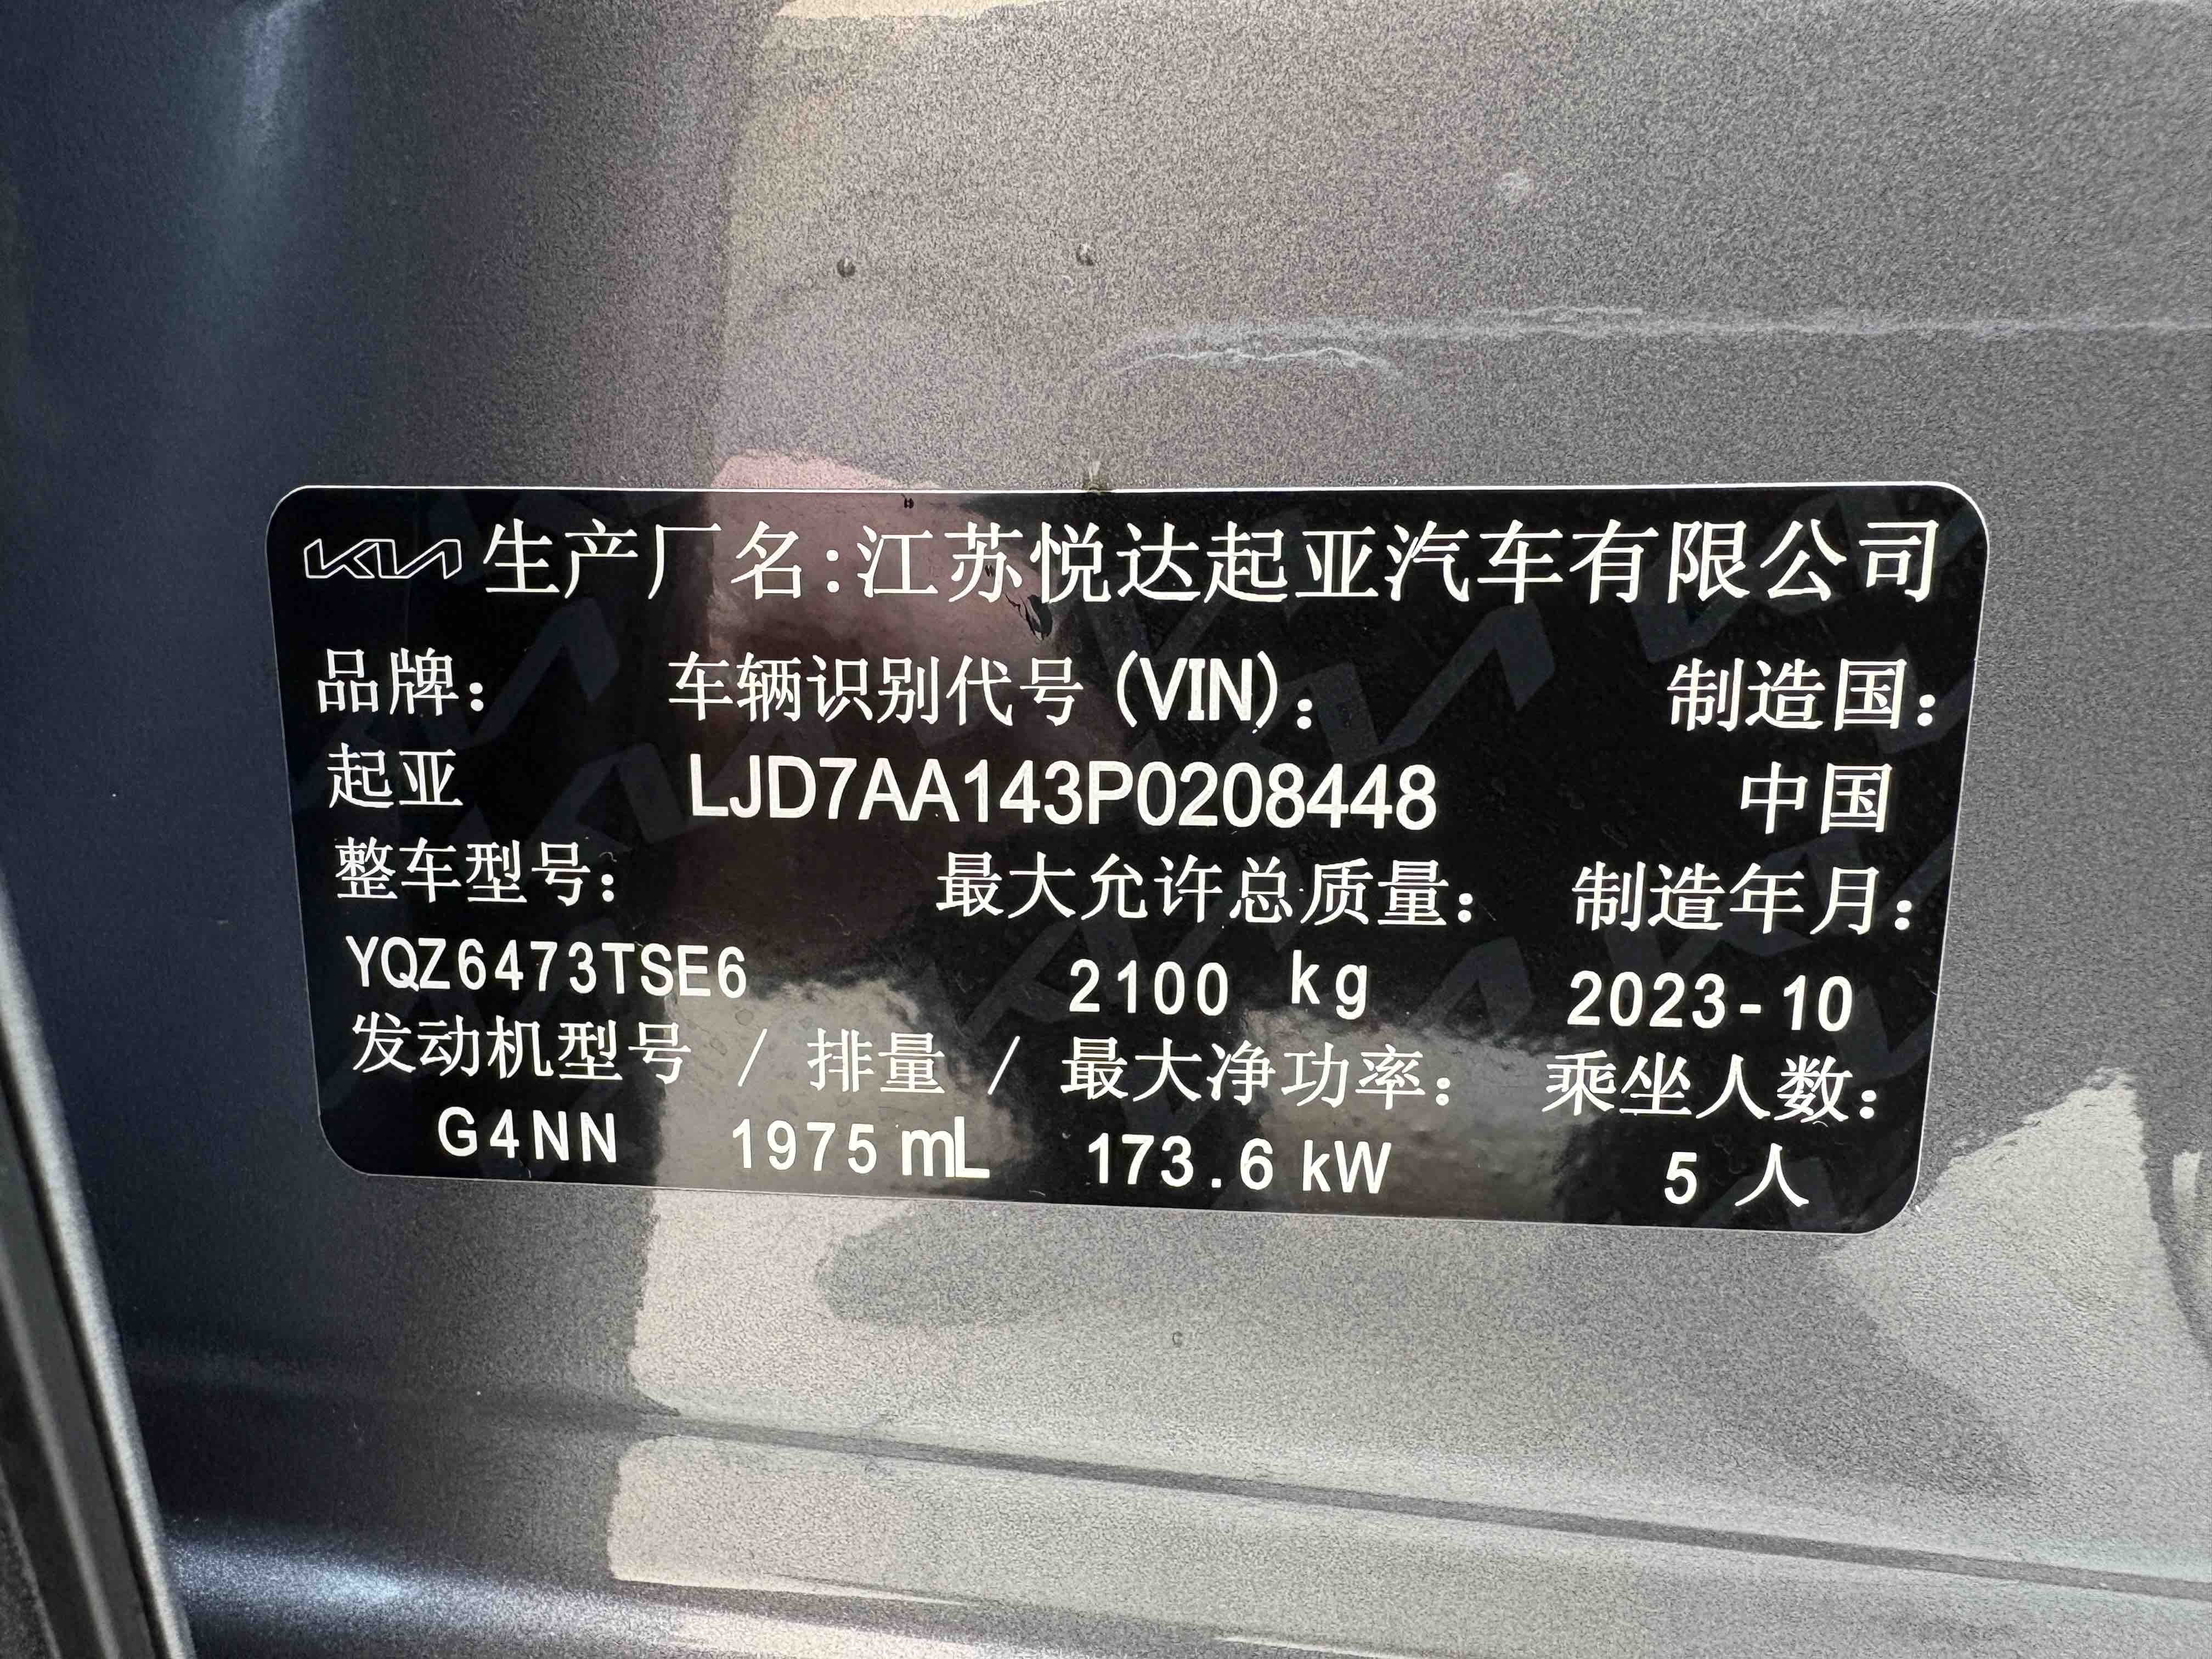 KIA 生产厂名:江苏悦达起亚汽车有限公司
品牌: 车辆识别代号 (VIN): 制造国:
起亚 LJD7AA143P0208448 中国
整车型号: 最大允许总质量: 制造年月:
YQZ6473TSE6 2100 kg 2023-10
发动机型号 / 排量 / 最大净功率: 乘坐人数:
G4NN 1975 mL 173.6 kW 5 人